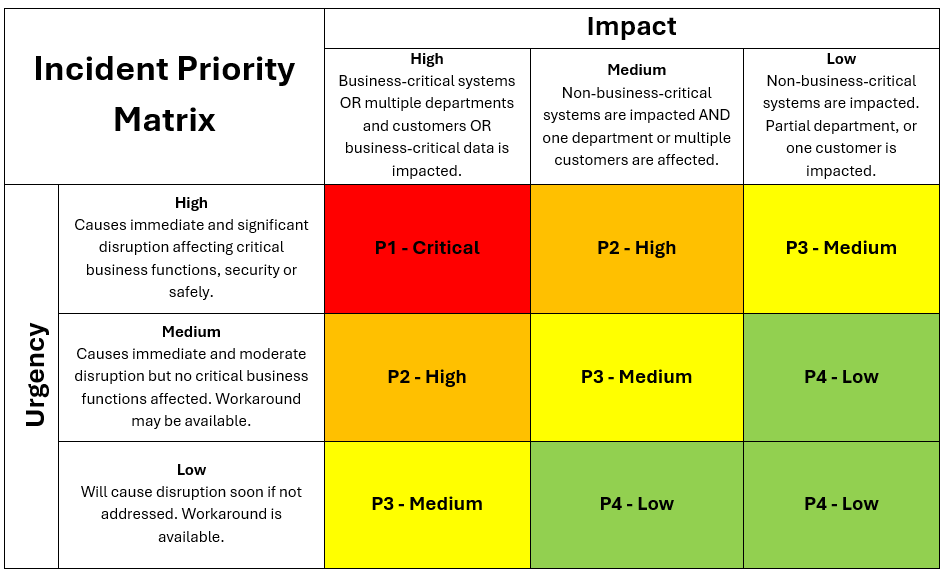 Incident Priority
Matrix
Impact
High
Business-critical systems
OR multiple departments
and customers OR
business-critical data is
impacted.
Medium
Non-business-critical
systems are impacted AND
one department or multiple
customers are affected.
Low
Non-business-critical
systems are impacted.
Partial department, or
one customer is
impacted.
Urgency
High
Causes immediate and significant
disruption affecting critical
business functions, security or
safely.
P1 - Critical
P2 - High
P3 - Medium
Medium
Causes immediate and moderate
disruption but no critical business
functions affected. Workaround
may be available.
P2 - High
P3 - Medium
P4 - Low
Low
Will cause disruption soon if not
addressed. Workaround is
available.
P3 - Medium
P4 - Low
P4 - Low